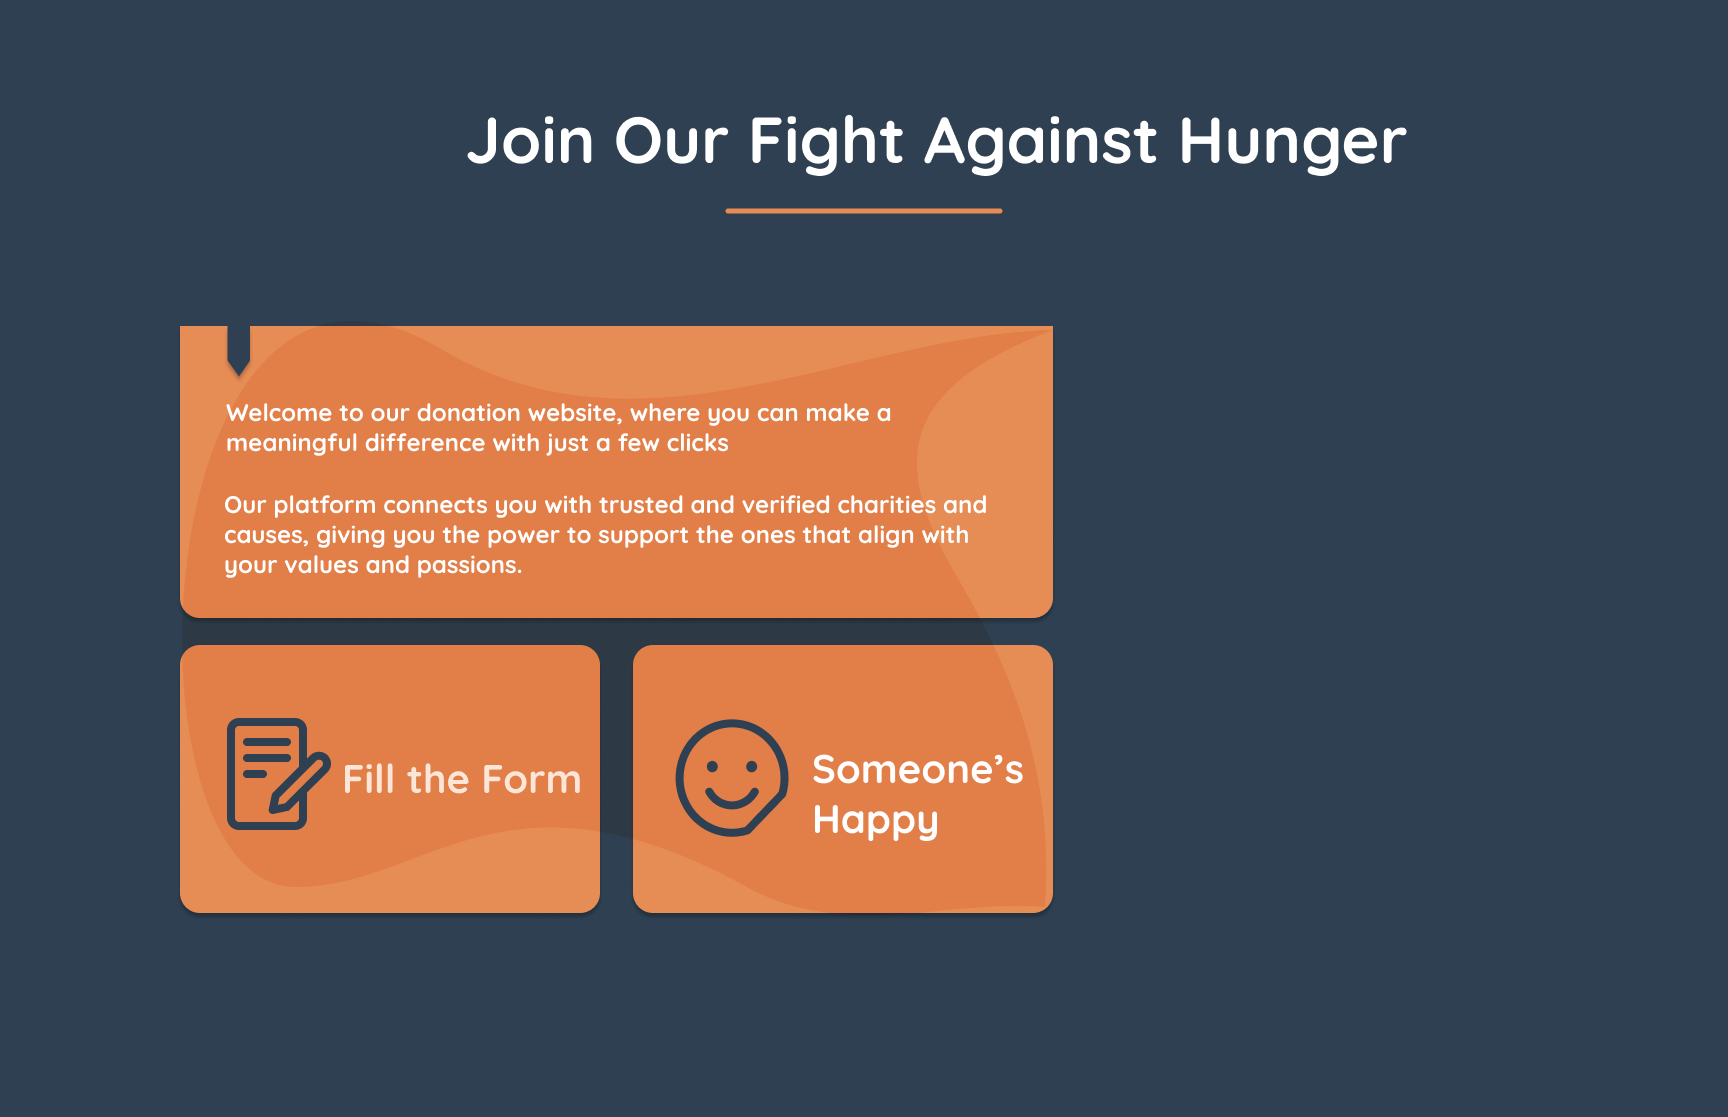 Join Our Fight Against Hunger
Welcome to our donation website, where you can make a
meaningful difference with just a few clicks
Our platform connects you with trusted and verified charities and
causes, giving you the power to support the ones that align with
your values and passions.
Fill the Form
Someone’s
Happy